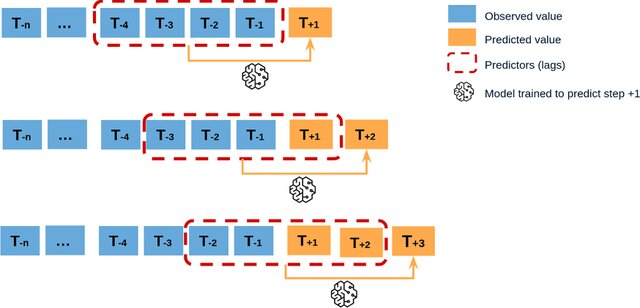 T-n ... T-4 T-3 T-2 T-1 T+1
Observed value
Predicted value
Predictors (lags)
Model trained to predict step +1
T-n ... T-4 T-3 T-2 T-1 T+1 T+2
T-n ... T-4 T-3 T-2 T-1 T+1 T+2 T+3